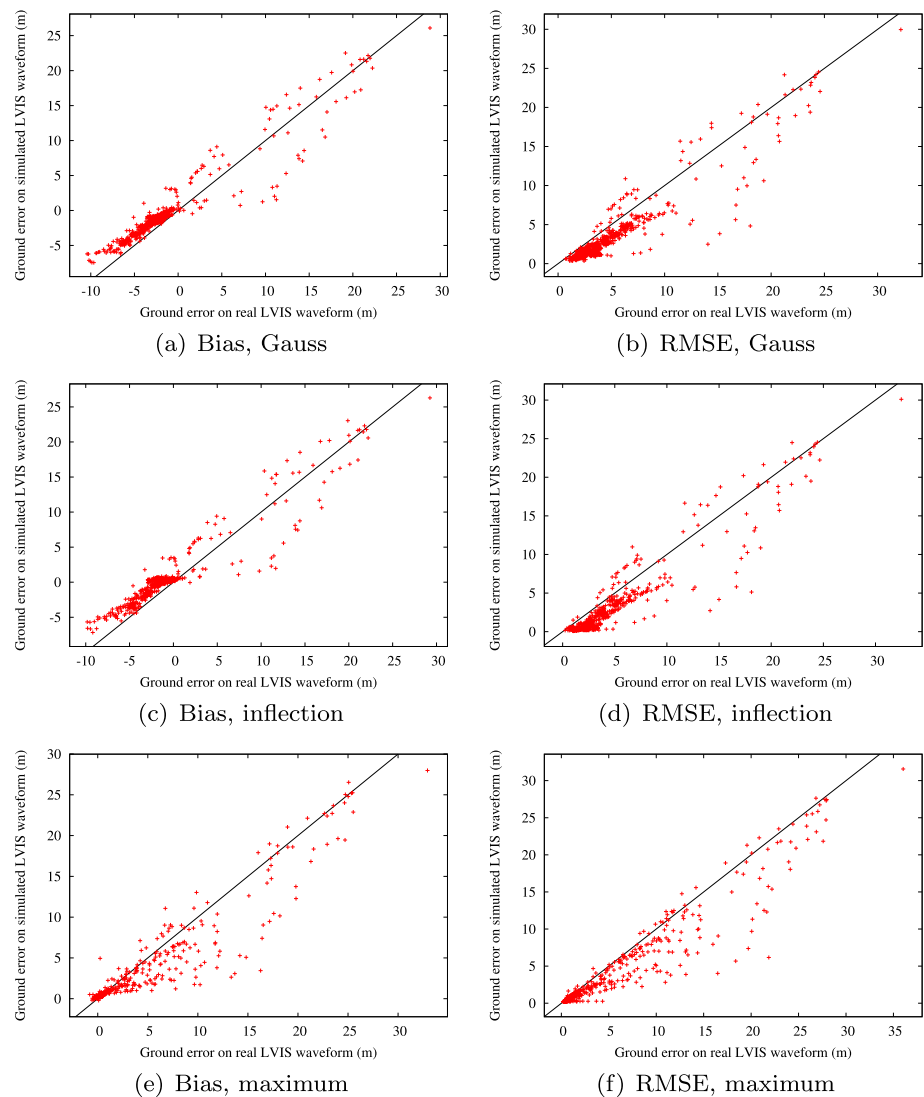 Ground error on simulated LVIS waveform (m)
25
20
15
10
5
0
-5
-10 -5 0 5 10 15 20 25 30
Ground error on real LVIS waveform (m)
(a) Bias, Gauss
Ground error on simulated LVIS waveform (m)
30
25
20
15
10
5
0
0 5 10 15 20 25 30
Ground error on real LVIS waveform (m)
(b) RMSE, Gauss
Ground error on simulated LVIS waveform (m)
25
20
15
10
5
0
-5
-10 -5 0 5 10 15 20 25 30
Ground error on real LVIS waveform (m)
(c) Bias, inflection
Ground error on simulated LVIS waveform (m)
30
25
20
15
10
5
0
0 5 10 15 20 25 30
Ground error on real LVIS waveform (m)
(d) RMSE, inflection
Ground error on simulated LVIS waveform (m)
30
25
20
15
10
5
0
0 5 10 15 20 25 30
Ground error on real LVIS waveform (m)
(e) Bias, maximum
Ground error on simulated LVIS waveform (m)
30
25
20
15
10
5
0
0 5 10 15 20 25 30 35
Ground error on real LVIS waveform (m)
(f) RMSE, maximum